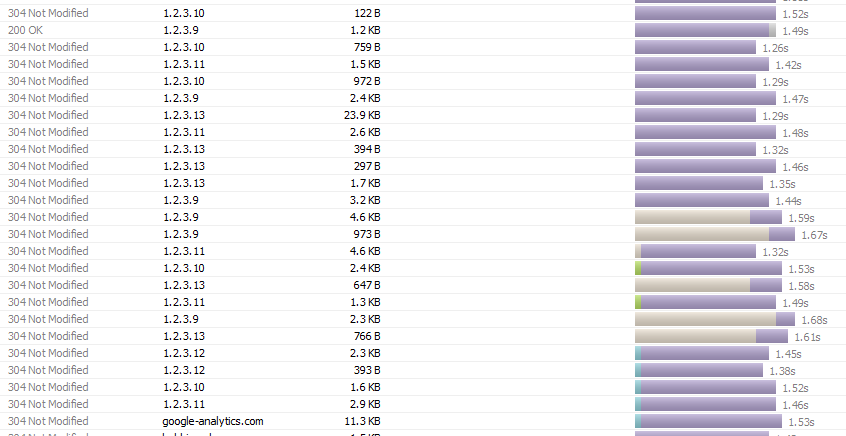 304 Not Modified 1.2.3.10 122 B 1.52s
200 OK 1.2.3.9 1.2 KB 1.49s
304 Not Modified 1.2.3.10 759 B 1.26s
304 Not Modified 1.2.3.11 1.5 KB 1.42s
304 Not Modified 1.2.3.10 972 B 1.29s
304 Not Modified 1.2.3.9 2.4 KB 1.47s
304 Not Modified 1.2.3.13 23.9 KB 1.29s
304 Not Modified 1.2.3.11 2.6 KB 1.48s
304 Not Modified 1.2.3.13 394 B 1.32s
304 Not Modified 1.2.3.13 297 B 1.46s
304 Not Modified 1.2.3.13 1.7 KB 1.35s
304 Not Modified 1.2.3.9 3.2 KB 1.44s
304 Not Modified 1.2.3.9 4.6 KB 1.59s
304 Not Modified 1.2.3.9 973 B 1.67s
304 Not Modified 1.2.3.11 4.6 KB 1.32s
304 Not Modified 1.2.3.10 2.4 KB 1.53s
304 Not Modified 1.2.3.13 647 B 1.58s
304 Not Modified 1.2.3.11 1.3 KB 1.49s
304 Not Modified 1.2.3.9 2.3 KB 1.68s
304 Not Modified 1.2.3.13 766 B 1.61s
304 Not Modified 1.2.3.12 2.3 KB 1.45s
304 Not Modified 1.2.3.12 393 B 1.38s
304 Not Modified 1.2.3.10 1.6 KB 1.52s
304 Not Modified 1.2.3.11 2.9 KB 1.46s
304 Not Modified google-analytics.com 11.3 KB 1.53s
304 Not Modified